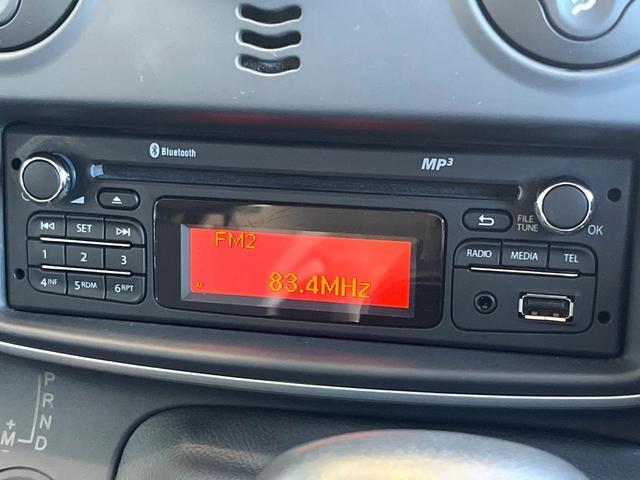 Bluetooth
MP3
SET
1 2 3
4 INF 5 RDM 6 RPT
FM2
83.4MHz
FILE
TUNE
OK
RADIO MEDIA TEL
P
R
N
D
+
M